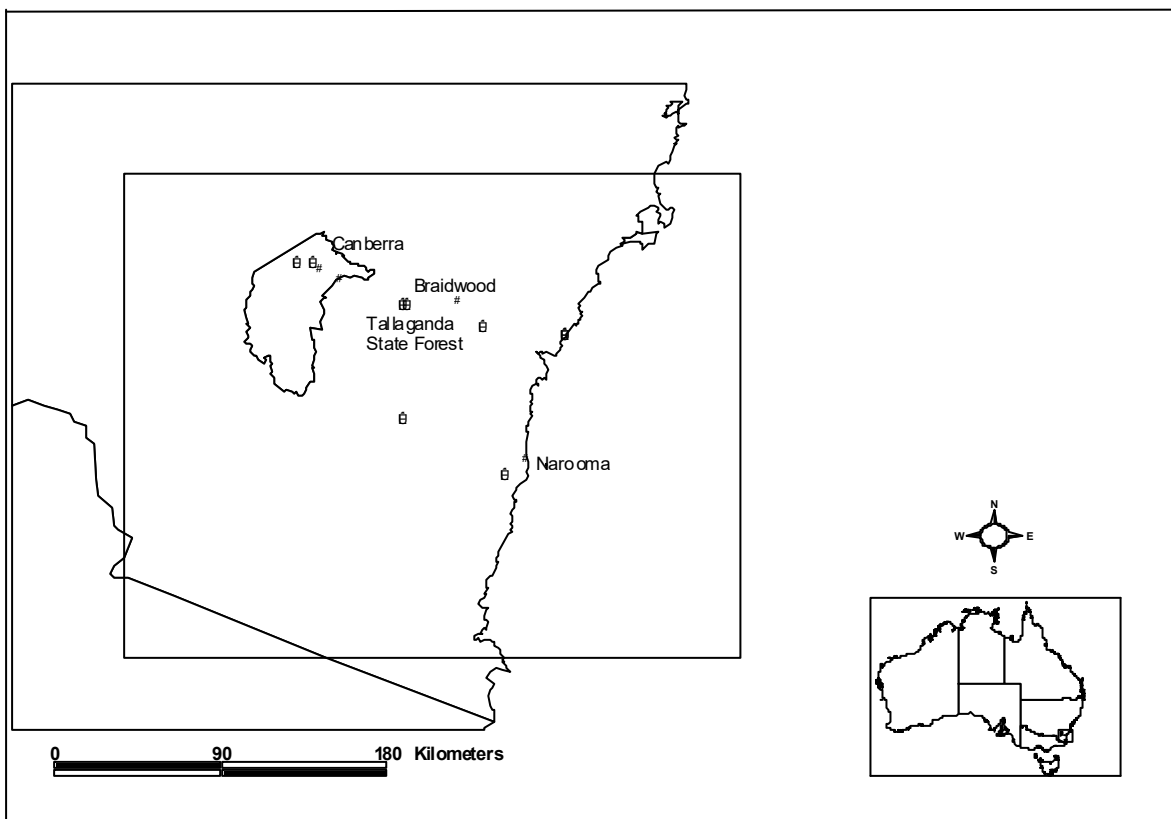 Canberra
Braidwood
Tallaganda
State Forest
Narooma
N
W E
S
0 90 180 Kilometers